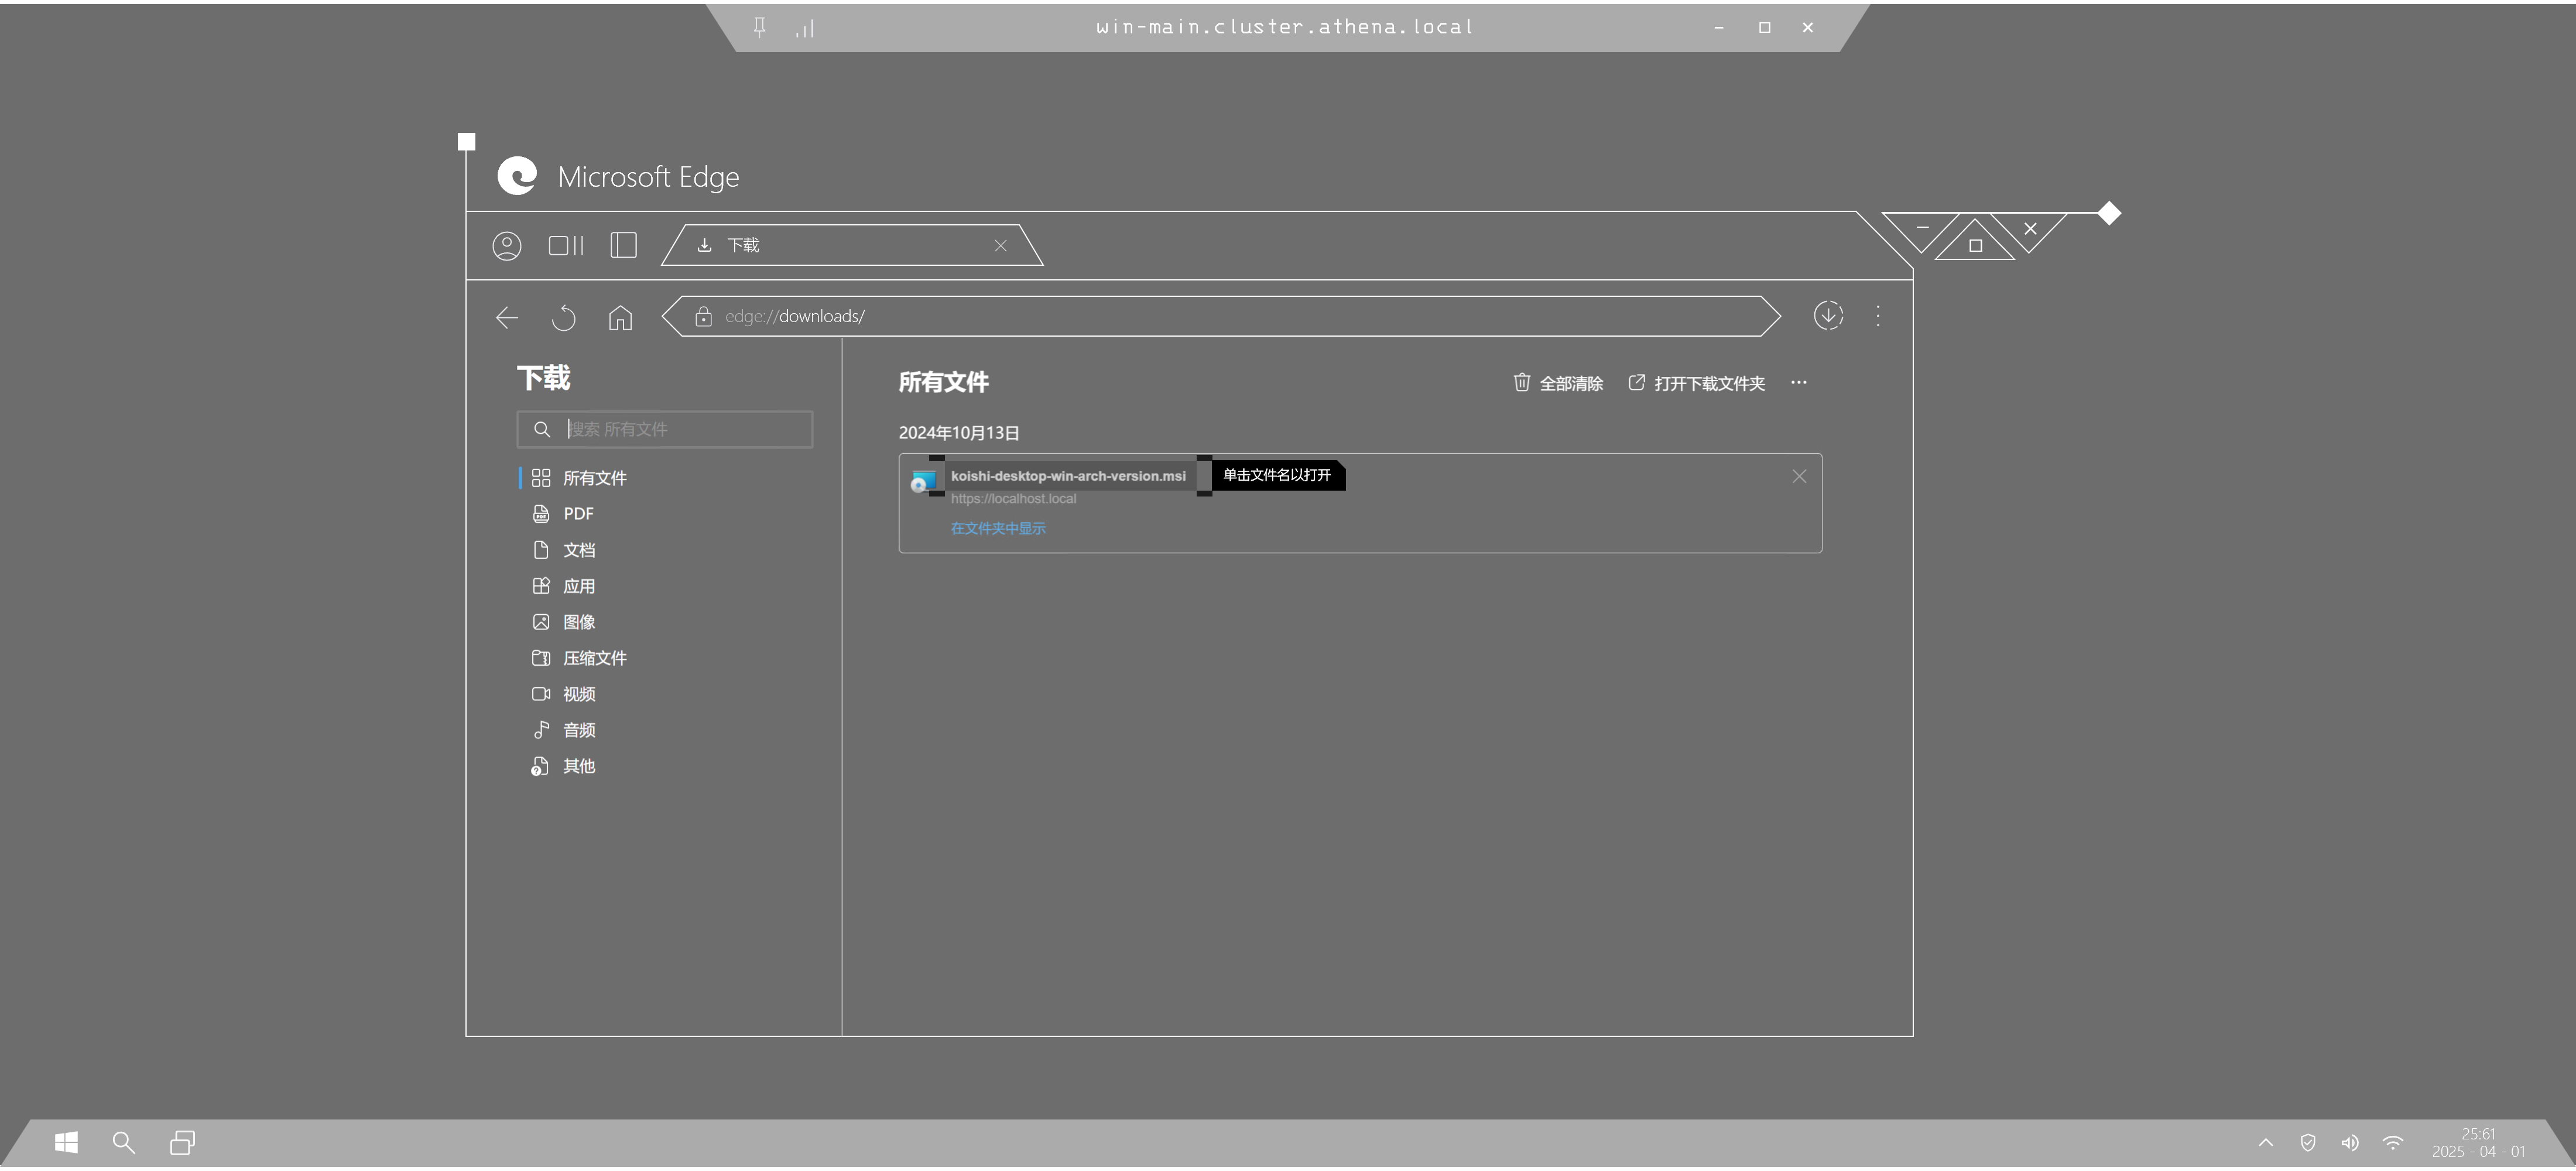 win-main.cluster.athena.local
Microsoft Edge
下载
edge://downloads/
下载
搜索 所有文件
所有文件
PDF
文档
应用
图像
压缩文件
视频
音频
其他
所有文件
全部清除
打开下载文件夹
2024年10月13日
koishi-desktop-win-arch-version.msi
单击文件名以打开
https://localhost.local
在文件夹中显示
25:61
2025 - 04 - 01